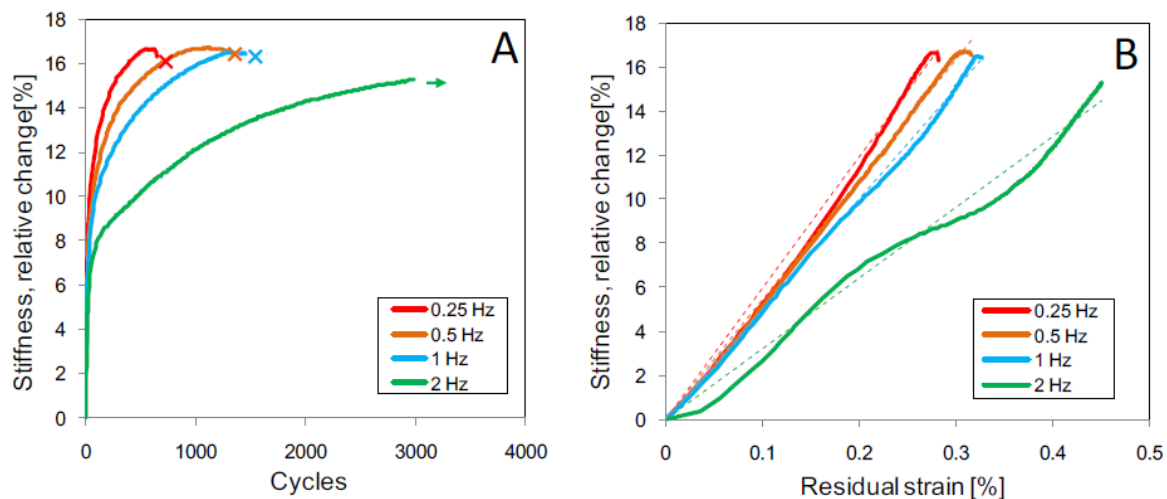 A
Stiffness, relative change[%]
18
16
14
12
10
8
6
4
2
0
0.25 Hz
0.5 Hz
1 Hz
2 Hz
0 1000 2000 3000 4000
Cycles
B
Stiffness, relative change[%]
18
16
14
12
10
8
6
4
2
0
0.25 Hz
0.5 Hz
1 Hz
2 Hz
0 0.1 0.2 0.3 0.4 0.5
Residual strain [%]